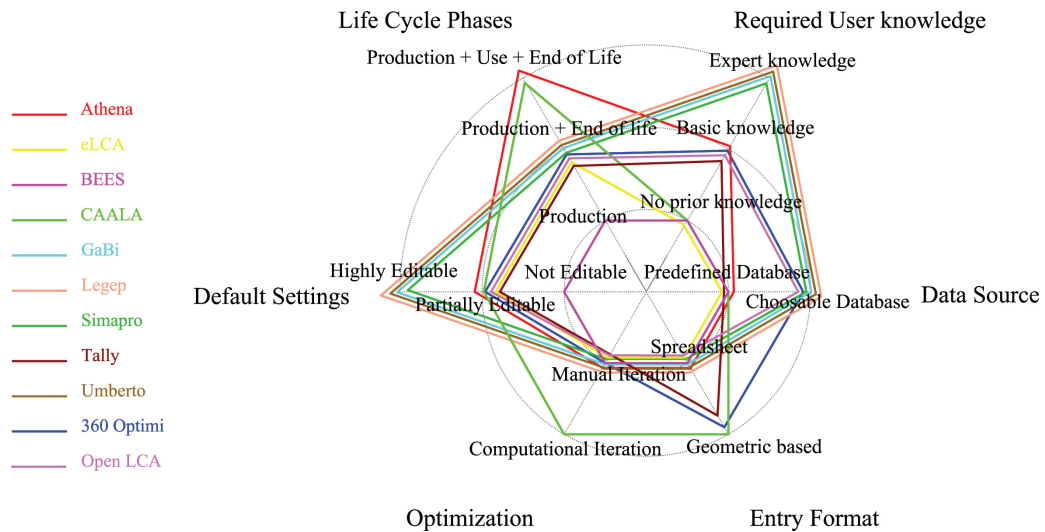 Life Cycle Phases
Required User knowledge
Production + Use + End of Life
Expert knowledge
Athena
eLCA
BEES
CAALA
GaBi
Legep
Simapro
Tally
Umberto
360 Optimi
Open LCA
Production + End of life
Basic knowledge
No prior knowledge
Production
Highly Editable
Not Editable
Predefined Database
Default Settings
Partially Editable
Choosable Database
Data Source
Spreadsheet
Manual Iteration
Computational Iteration
Geometric based
Optimization
Entry Format